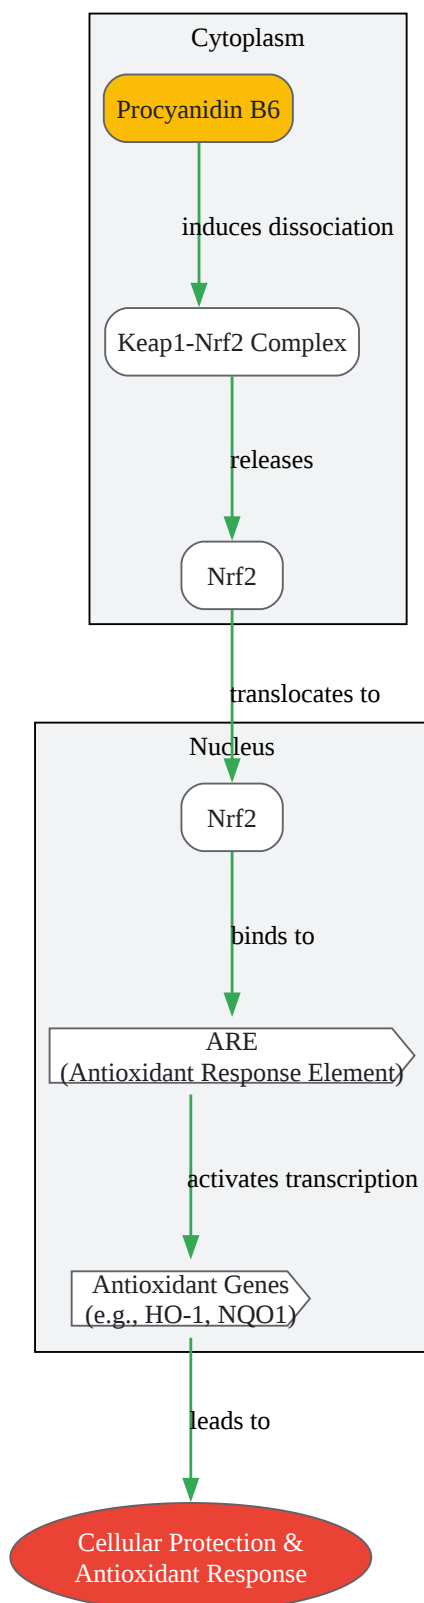 Cytoplasm
Procyanidin B6
induces dissociation
Keap1-Nrf2 Complex
releases
Nrf2
translocates to
Nucleus
Nrf2
binds to
ARE
(Antioxidant Response Element)
activates transcription
Antioxidant Genes
(e.g., HO-1, NQO1)
leads to
Cellular Protection &
Antioxidant Response